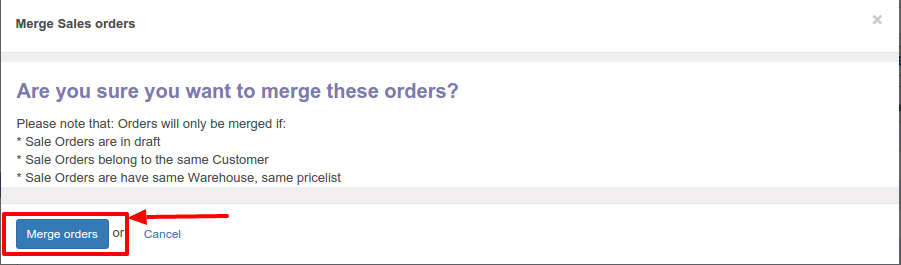 Merge Sales orders ×
Are you sure you want to merge these orders?
Please note that: Orders will only be merged if:
* Sale Orders are in draft
* Sale Orders belong to the same Customer
* Sale Orders are have same Warehouse, same pricelist
Merge orders or Cancel